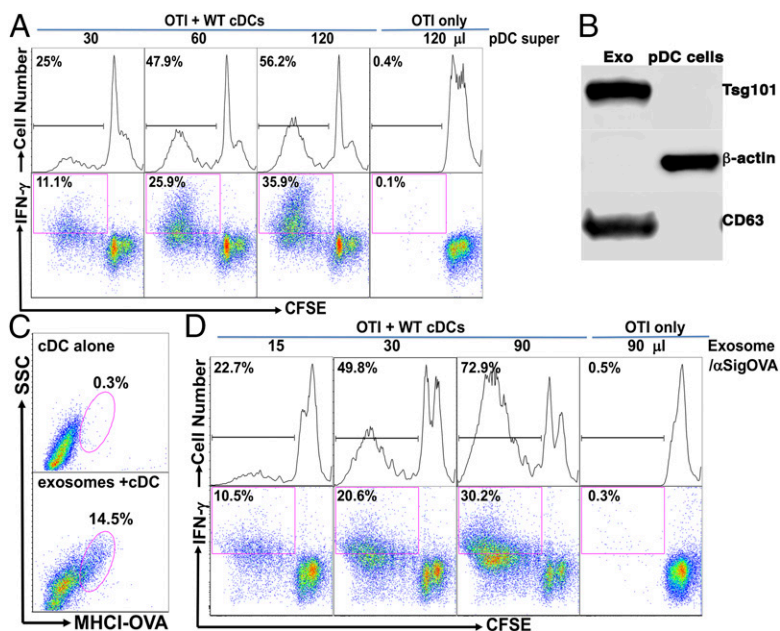 A
OTI + WT cDCs
OTI only
30
60
120
120 μl
pDC super
Cell Number
25%
47.9%
56.2%
0.4%
IFN-γ
11.1%
25.9%
35.9%
0.1%
CFSE
B
Exo pDC cells
Tsg101
β-actin
CD63
C
SSC
cDC alone
0.3%
exosomes +cDC
14.5%
MHCI-OVA
D
OTI + WT cDCs
OTI only
15
30
90
90 μl
Exosome
/αSigOVA
Cell Number
22.7%
49.8%
72.9%
0.5%
IFN-γ
10.5%
20.6%
30.2%
0.3%
CFSE